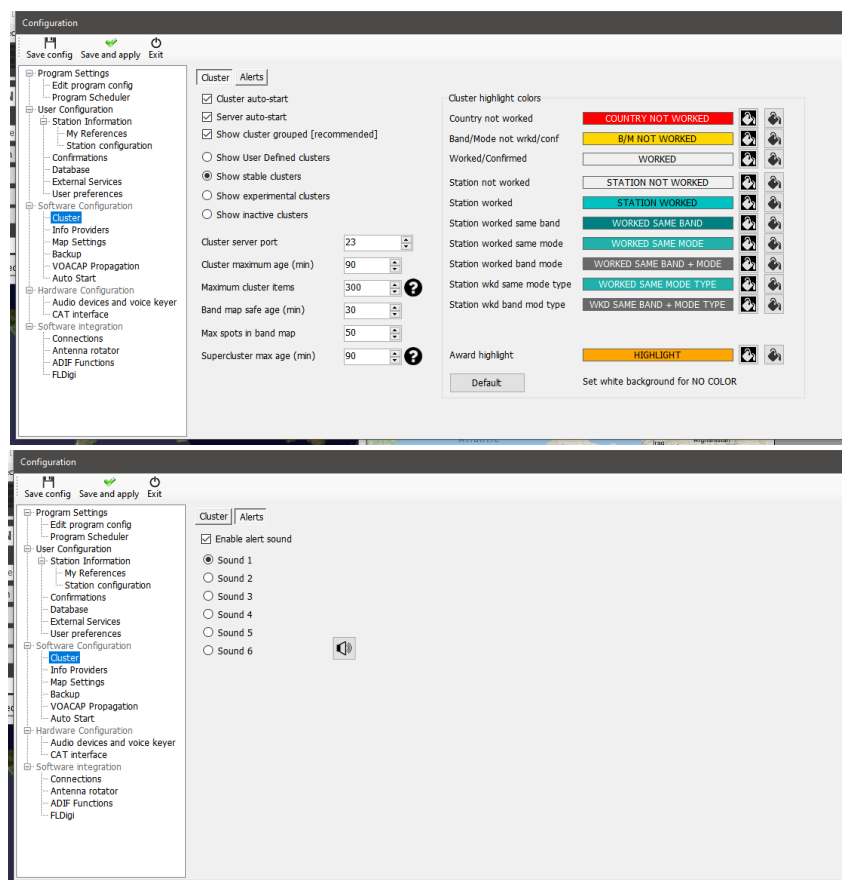 Configuration
Save config Save and apply Exit
Program Settings
Edit program config
Program Scheduler
User Configuration
Station Information
My References
Station configuration
Confirmations
Database
External Services
User preferences
Software Configuration
Cluster
Info Providers
Map Settings
Backup
VOACAP Propagation
Auto Start
Hardware Configuration
Audio devices and voice keyer
CAT interface
Software integration
Connections
Antenna rotator
ADIF Functions
FLDigi
Cluster Alerts
Cluster auto-start
Server auto-start
Show cluster grouped [recommended]
Show User Defined clusters
Show stable clusters
Show experimental clusters
Show inactive clusters
Cluster server port 23
Cluster maximum age (min) 90
Maximum cluster items 300 ?
Band map safe age (min) 30
Max spots in band map 50
Supercluster max age (min) 90 ?
Cluster highlight colors
Country not worked COUNTRY NOT WORKED
Band/Mode not wrkd/conf B/M NOT WORKED
Worked/Confirmed WORKED
Station not worked STATION NOT WORKED
Station worked STATION WORKED
Station worked same band WORKED SAME BAND
Station worked same mode WORKED SAME MODE
Station worked band mode WORKED SAME BAND + MODE
Station wkd same mode type WORKED SAME MODE TYPE
Station wkd band mod type WKD SAME BAND + MODE TYPE
Award highlight HIGHLIGHT
Default Set white background for NO COLOR
Configuration
Save config Save and apply Exit
Program Settings
Edit program config
Program Scheduler
User Configuration
Station Information
My References
Station configuration
Confirmations
Database
External Services
User preferences
Software Configuration
Cluster
Info Providers
Map Settings
Backup
VOACAP Propagation
Auto Start
Hardware Configuration
Audio devices and voice keyer
CAT interface
Software integration
Connections
Antenna rotator
ADIF Functions
FLDigi
Cluster Alerts
Enable alert sound
Sound 1
Sound 2
Sound 3
Sound 4
Sound 5
Sound 6